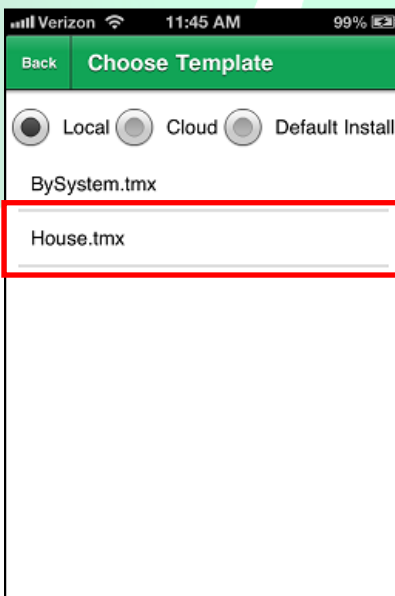 Verizon 11:45 AM 99%
Back Choose Template
Local Cloud Default Install
BySystem.tmx
House.tmx